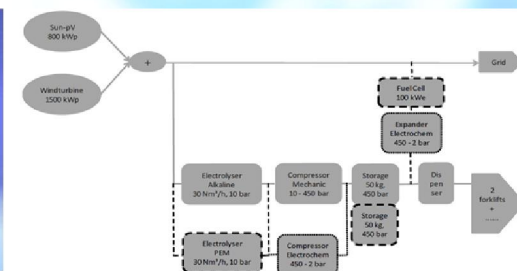 Sun-pV
800 kWp
+
Grid
Windturbine
1500 kWp
Fuel Cell
100 kWe
Expander
Electrochem
450 - 2 bar
Electrolyser
Alkaline
30 Nm³/h, 10 bar
Compressor
Mechanic
10 - 450 bar
Storage
50 kg,
450 bar
Dis
pen
ser
2
forklifts
+
......
Storage
50 kg,
450 bar
Electrolyser
PEM
30 Nm³/h, 10 bar
Compressor
Electrochem
450 - 2 bar